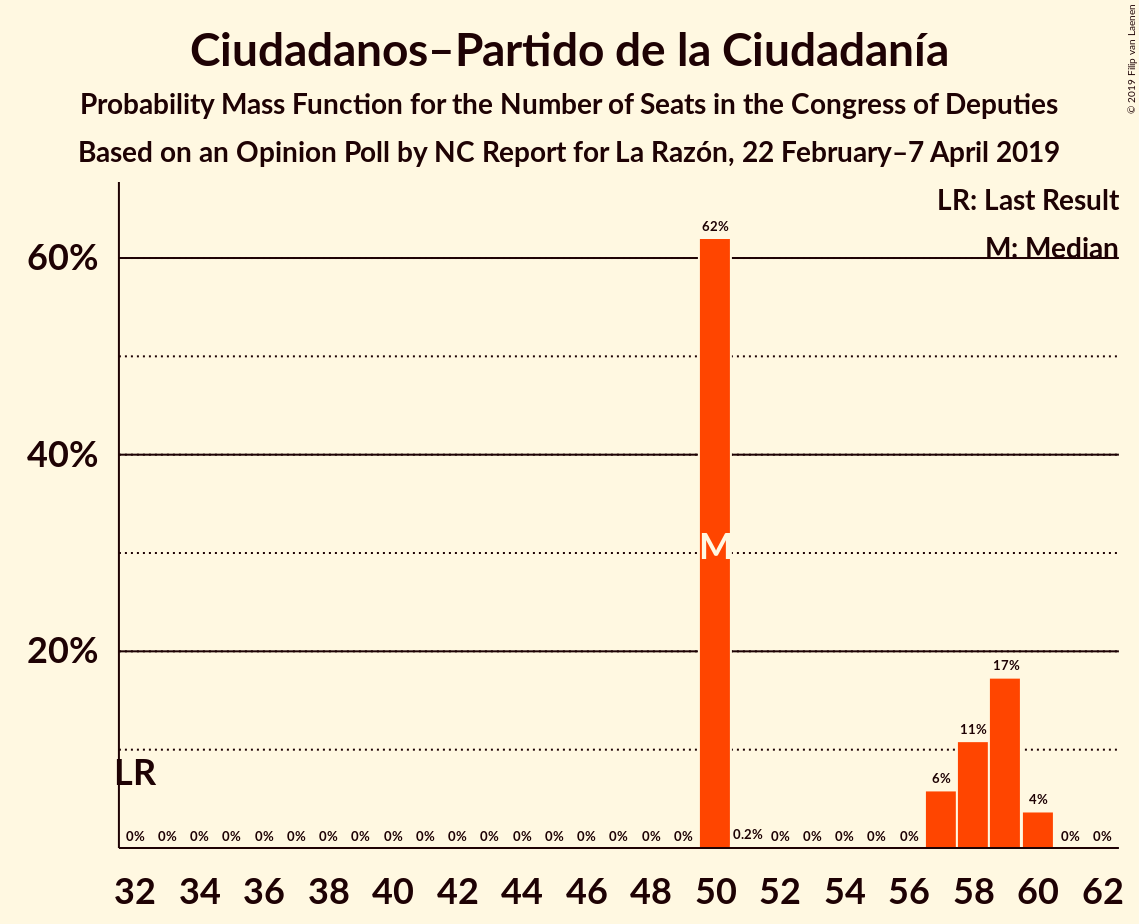 Ciudadanos–Partido de la Ciudadanía
Probability Mass Function for the Number of Seats in the Congress of Deputies
Based on an Opinion Poll by NC Report for La Razón, 22 February–7 April 2019
© 2019 Filip van Laenen
LR: Last Result
M: Median
60%
40%
20%
62%
M
17%
11%
6%
4%
LR
0% 0% 0% 0% 0% 0% 0% 0% 0% 0% 0% 0% 0% 0% 0% 0% 0% 0% 0.2% 0% 0% 0% 0% 0% 0% 0%
32 34 36 38 40 42 44 46 48 50 52 54 56 58 60 62